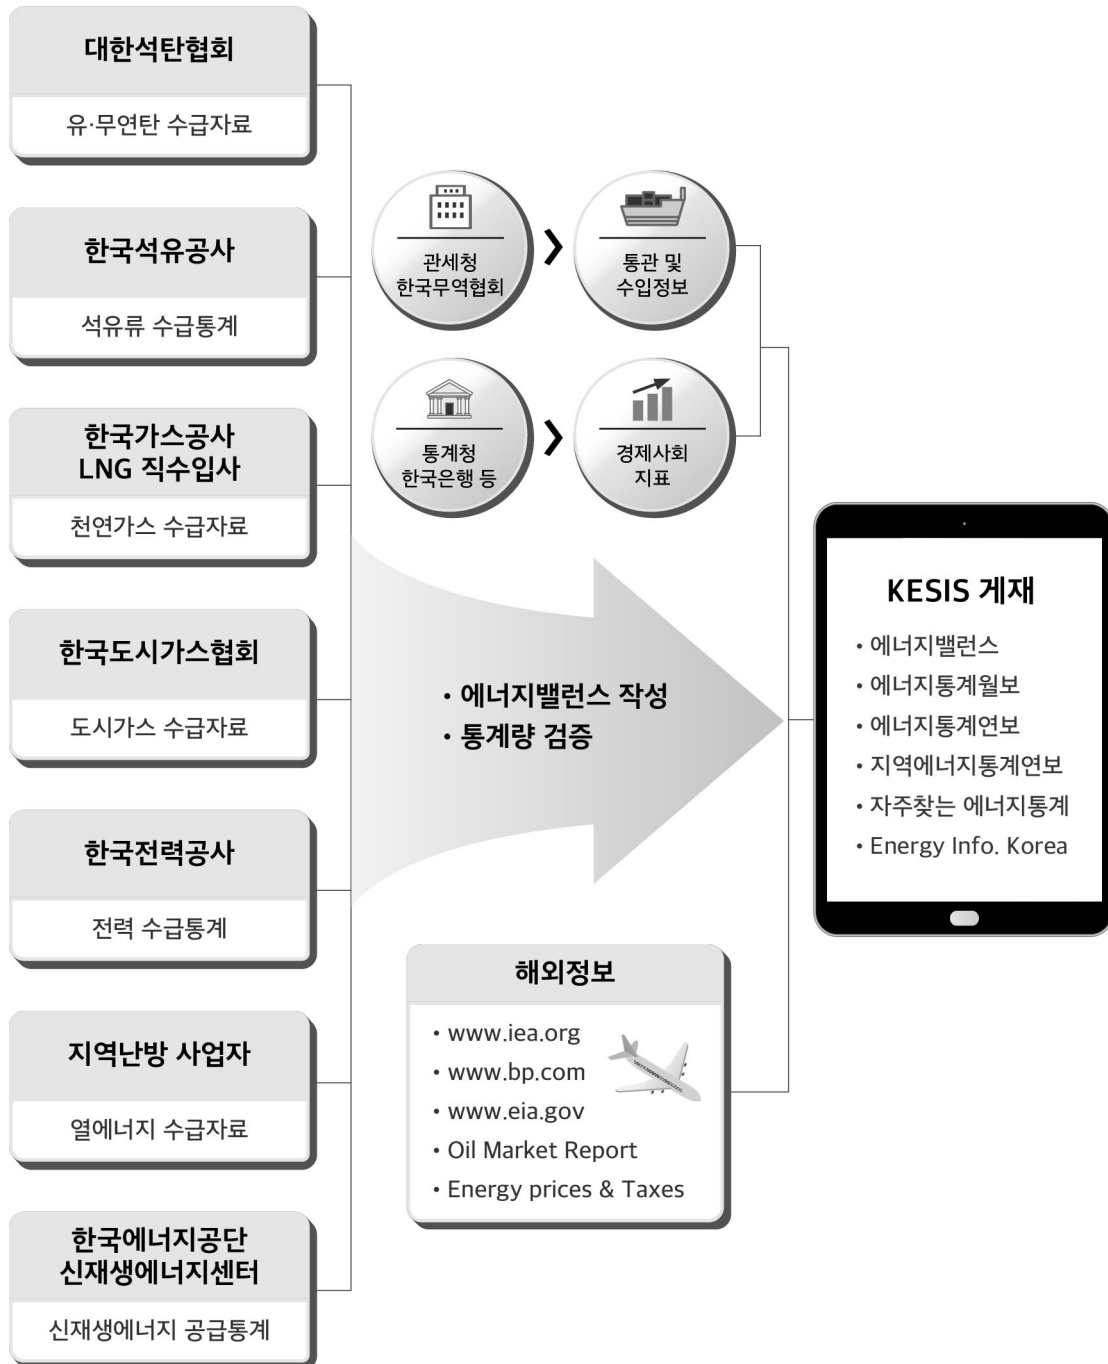 대한석탄협회
유·무연탄 수급자료
한국석유공사
석유류 수급통계
한국가스공사
LNG 직수입사
천연가스 수급자료
한국도시가스협회
도시가스 수급자료
한국전력공사
전력 수급통계
지역난방 사업자
열에너지 수급자료
한국에너지공단
신재생에너지센터
신재생에너지 공급통계
관세청
한국무역협회
통관 및
수입정보
통계청
한국은행 등
경제사회
지표
• 에너지밸런스 작성
• 통계량 검증
해외정보
• www.iea.org
• www.bp.com
• www.eia.gov
• Oil Market Report
• Energy prices & Taxes
KESIS 게재
• 에너지밸런스
• 에너지통계월보
• 에너지통계연보
• 지역에너지통계연보
• 자주찾는 에너지통계
• Energy Info. Korea